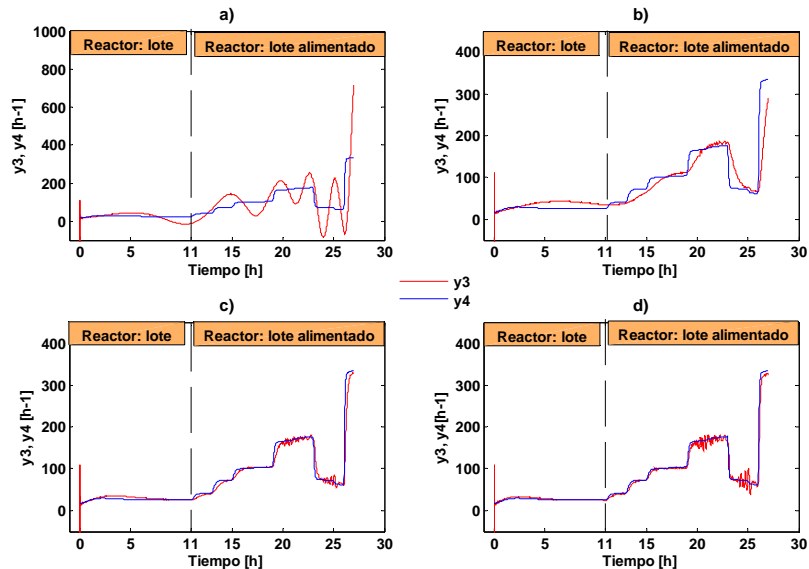 a)
Reactor: lote
Reactor: lote alimentado
1000
800
600
400
200
0
y3, y4 [h-1]
0
5
11
15
20
25
30
Tiempo [h]
b)
Reactor: lote
Reactor: lote alimentado
400
300
200
100
0
y3, y4 [h-1]
0
5
11
15
20
25
30
Tiempo [h]
y3
y4
c)
Reactor: lote
Reactor: lote alimentado
400
300
200
100
0
y3, y4 [h-1]
0
5
11
15
20
25
30
Tiempo [h]
d)
Reactor: lote
Reactor: lote alimentado
400
300
200
100
0
y3, y4 [h-1]
0
5
11
15
20
25
30
Tiempo [h]